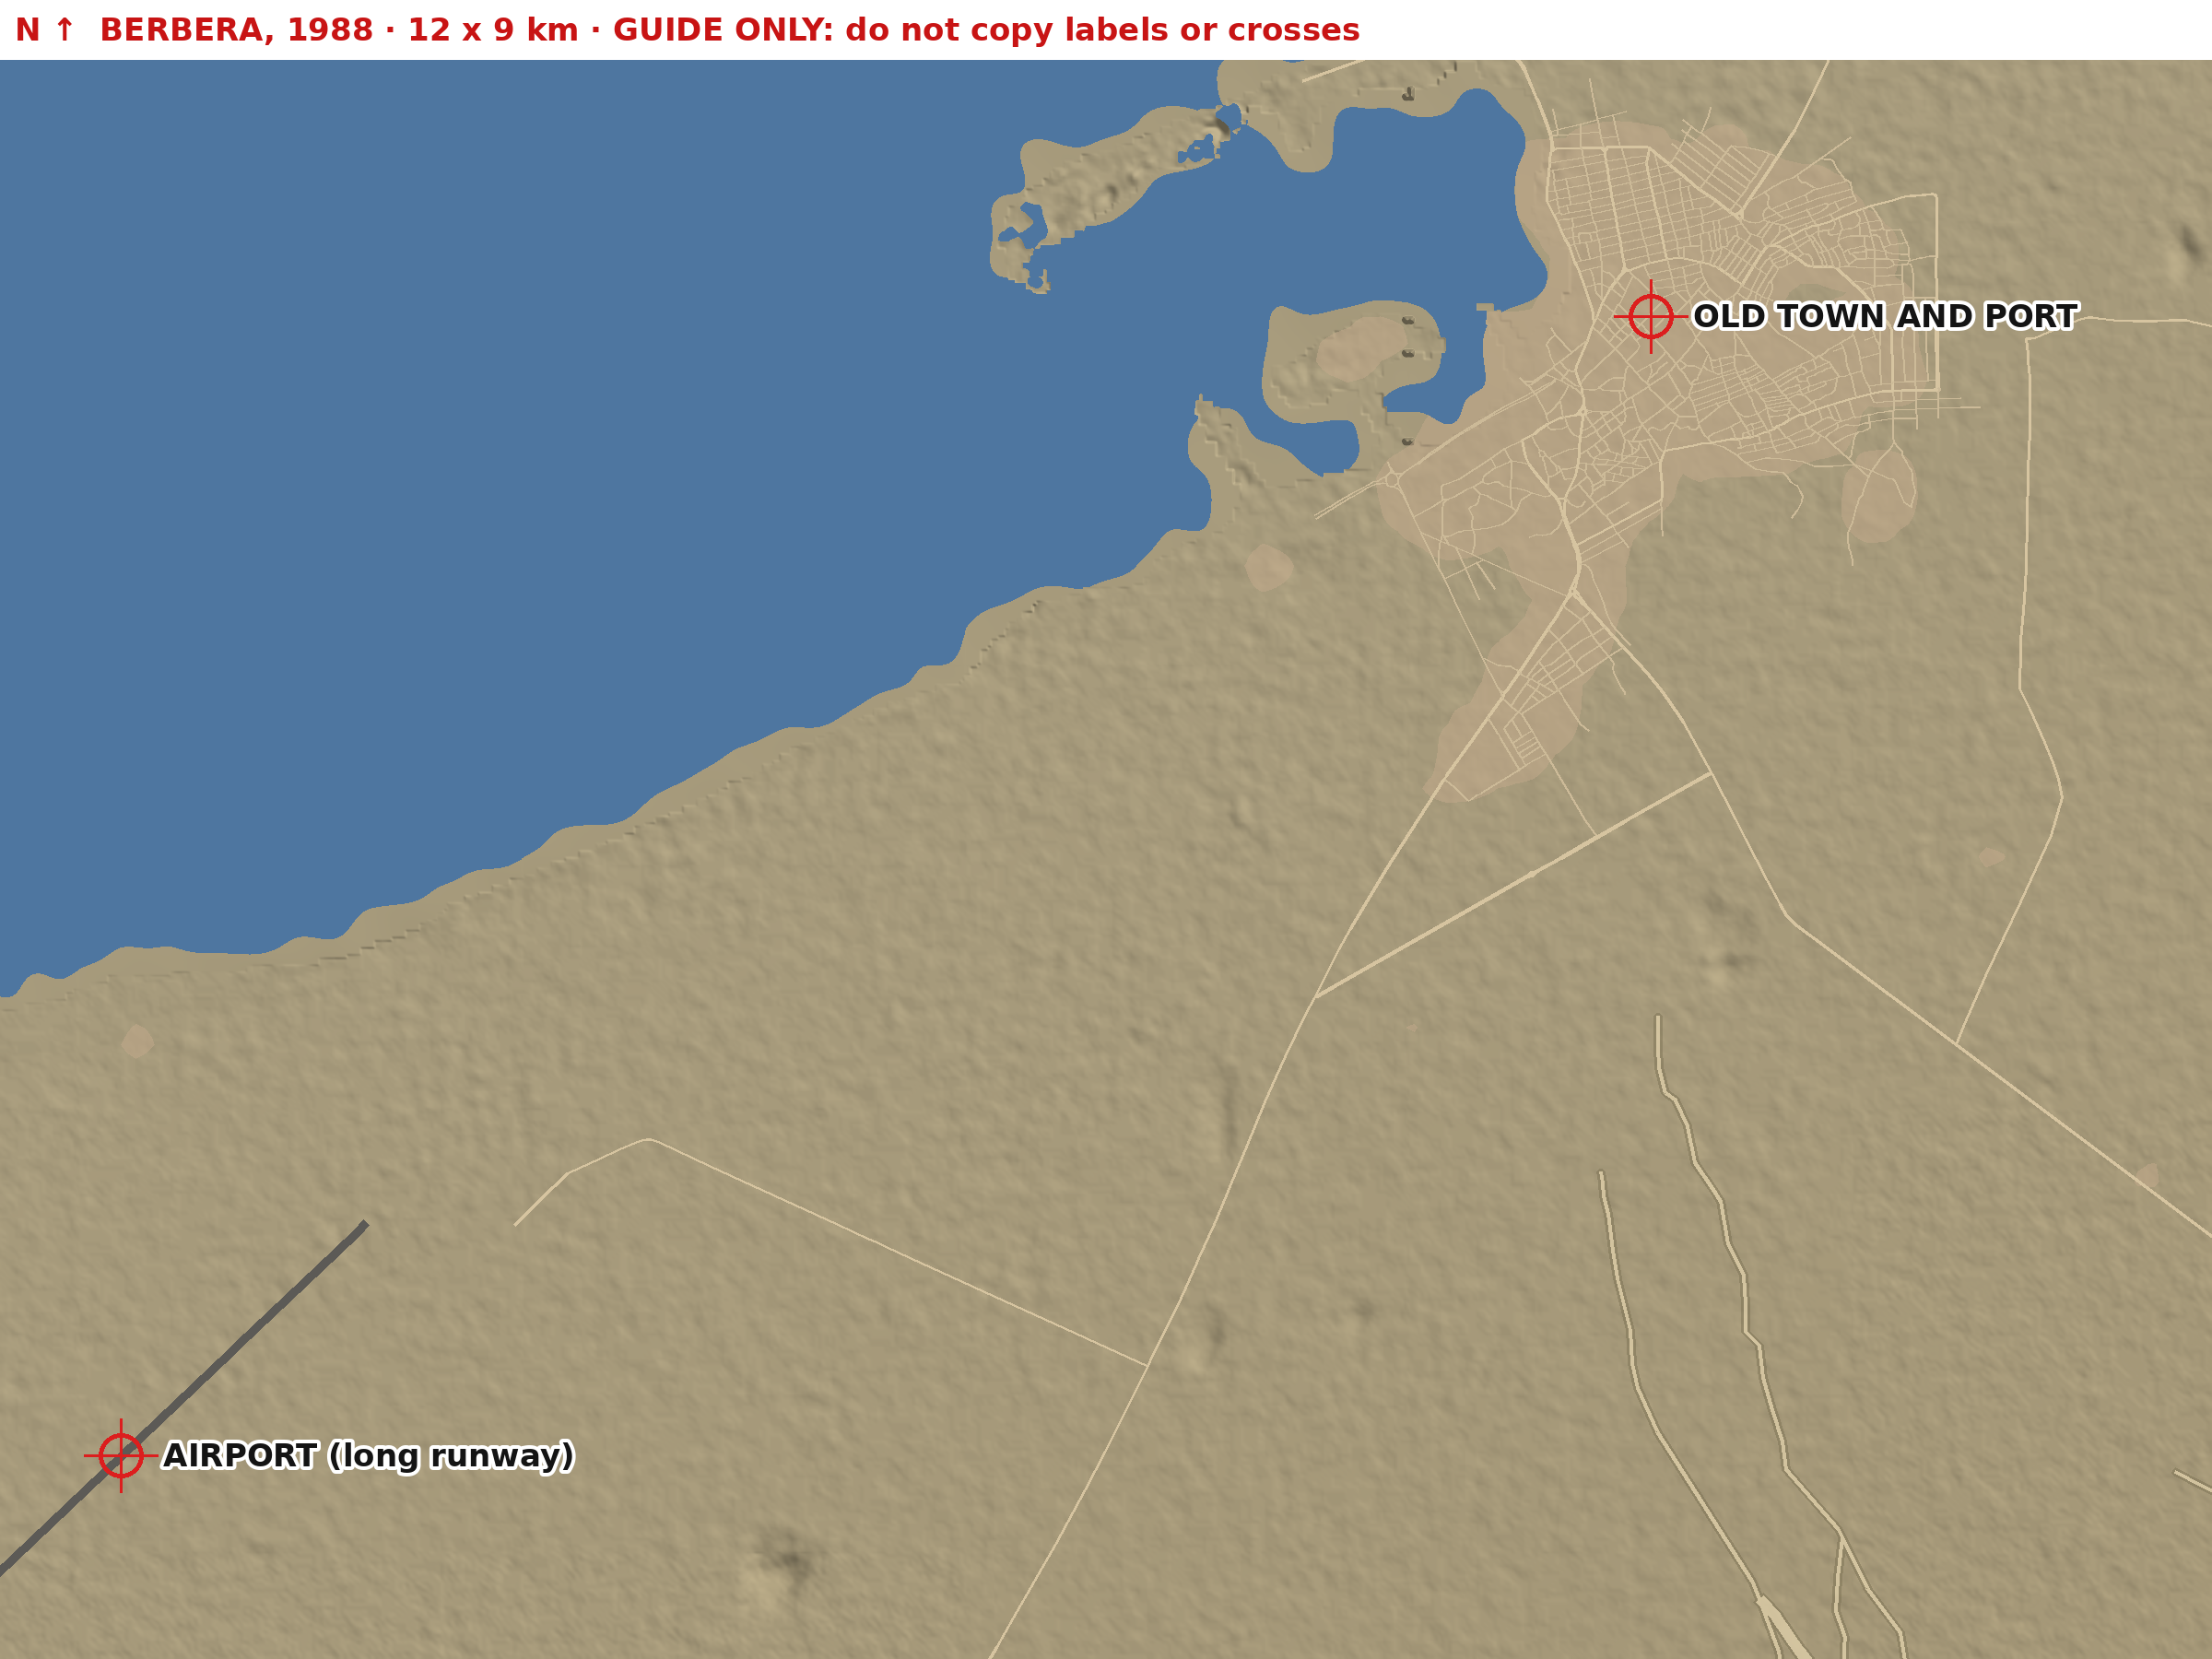 N ↑ BERBERA, 1988 · 12 x 9 km · GUIDE ONLY: do not copy labels or crosses
OLD TOWN AND PORT
AIRPORT (long runway)